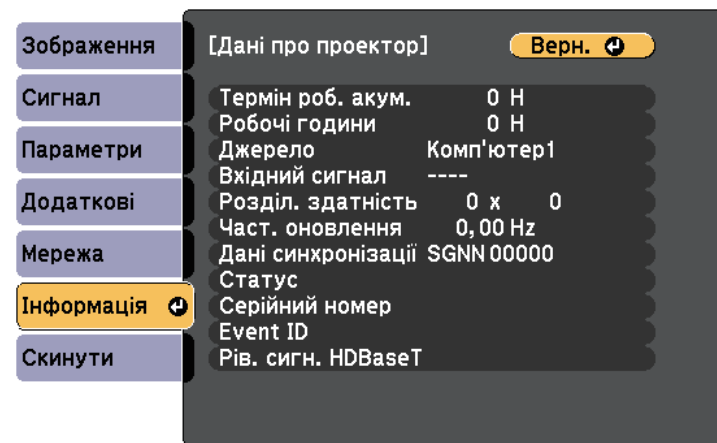 Зображення
Сигнал
Параметри
Додаткові
Мережа
Інформація
Скинути
[Дані про проектор] Верн.
Термін роб. акум. 0 H
Робочі години 0 H
Джерело Комп'ютер1
Вхідний сигнал ----
Розділ. здатність 0 x 0
Част. оновлення 0,00 Hz
Дані синхронізації SGNN00000
Статус
Серійний номер
Event ID
Рів. сигн. HDBaseT